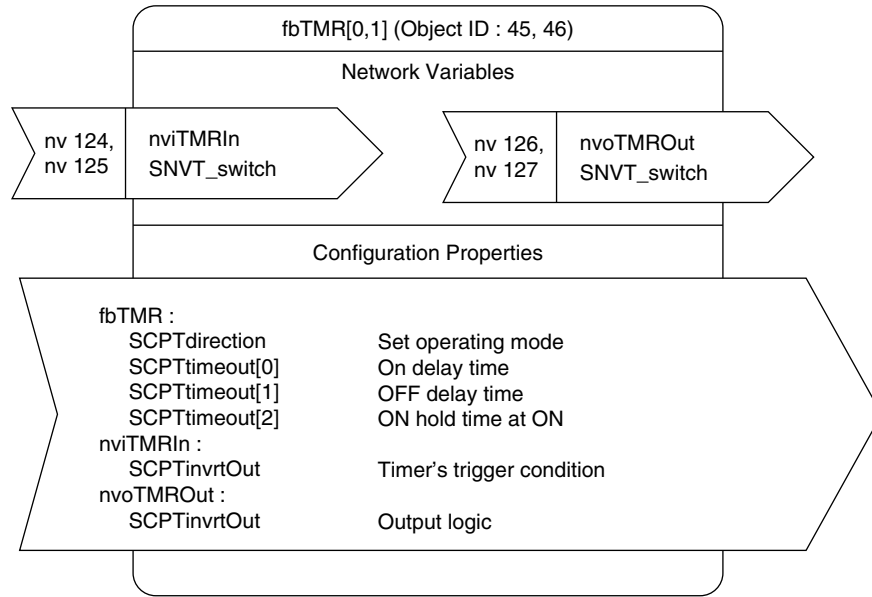 fbTMR[0,1] (Object ID : 45, 46)
Network Variables
nv 124,
nv 125
nviTMRIn
SNVT_switch
nv 126,
nv 127
nvoTMROut
SNVT_switch
Configuration Properties
fbTMR :
SCPTdirection Set operating mode
SCPTtimeout[0] On delay time
SCPTtimeout[1] OFF delay time
SCPTtimeout[2] ON hold time at ON
nviTMRIn :
SCPTinvrtOut Timer's trigger condition
nvoTMROut :
SCPTinvrtOut Output logic